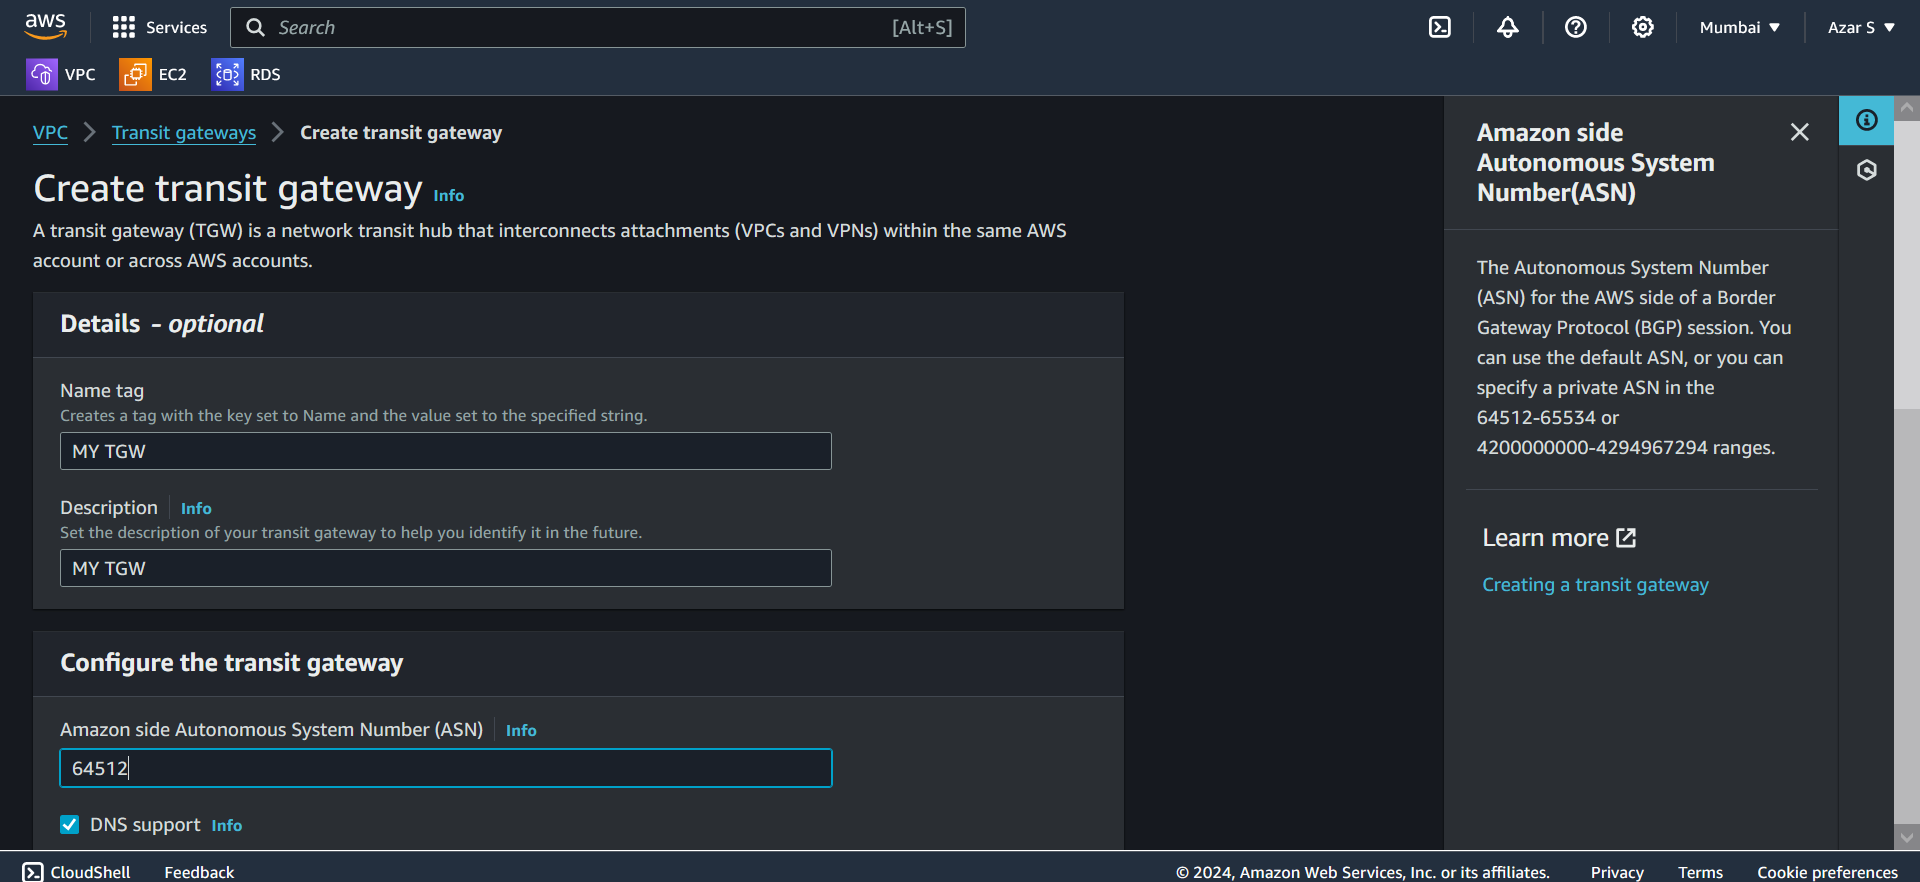 aws
Services
Search
[Alt+S]
Mumbai
Azar S
VPC
EC2
RDS
VPC
Transit gateways
Create transit gateway
Create transit gateway
Info
A transit gateway (TGW) is a network transit hub that interconnects attachments (VPCs and VPNs) within the same AWS
account or across AWS accounts.
Details - optional
Name tag
Creates a tag with the key set to Name and the value set to the specified string.
MY TGW
Description
Info
Set the description of your transit gateway to help you identify it in the future.
MY TGW
Configure the transit gateway
Amazon side Autonomous System Number (ASN)
Info
64512
DNS support
Info
Amazon side
Autonomous System
Number(ASN)
The Autonomous System Number
(ASN) for the AWS side of a Border
Gateway Protocol (BGP) session. You
can use the default ASN, or you can
specify a private ASN in the
64512-65534 or
4200000000-4294967294 ranges.
Learn more
Creating a transit gateway
CloudShell
Feedback
© 2024, Amazon Web Services, Inc. or its affiliates.
Privacy
Terms
Cookie preferences